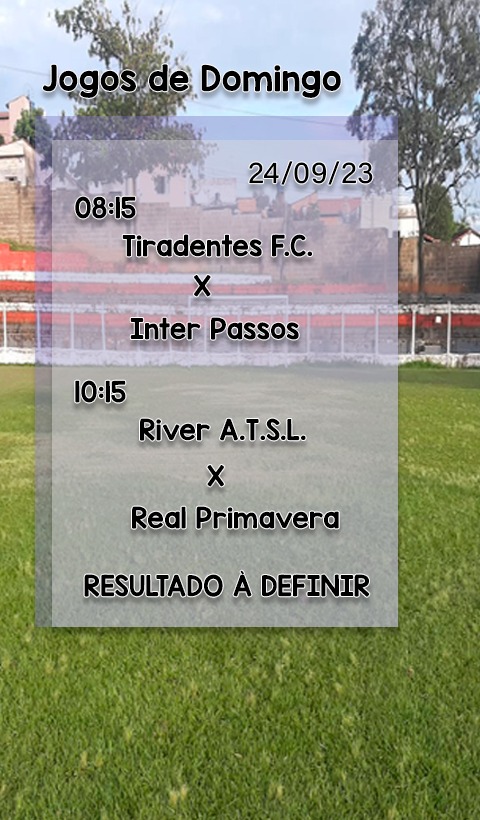 Jogos de Domingo
24/09/23
08:15
Tiradentes F.C.
X
Inter Passos
10:15
River A.T.S.L.
X
Real Primavera
RESULTADO À DEFINIR